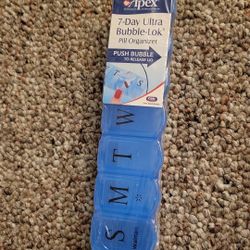 Apex
7-Day Ultra
Bubble-Lok
Pill Organizer
PUSH BUBBLE
TO RELEASE LID
W
T
M
S